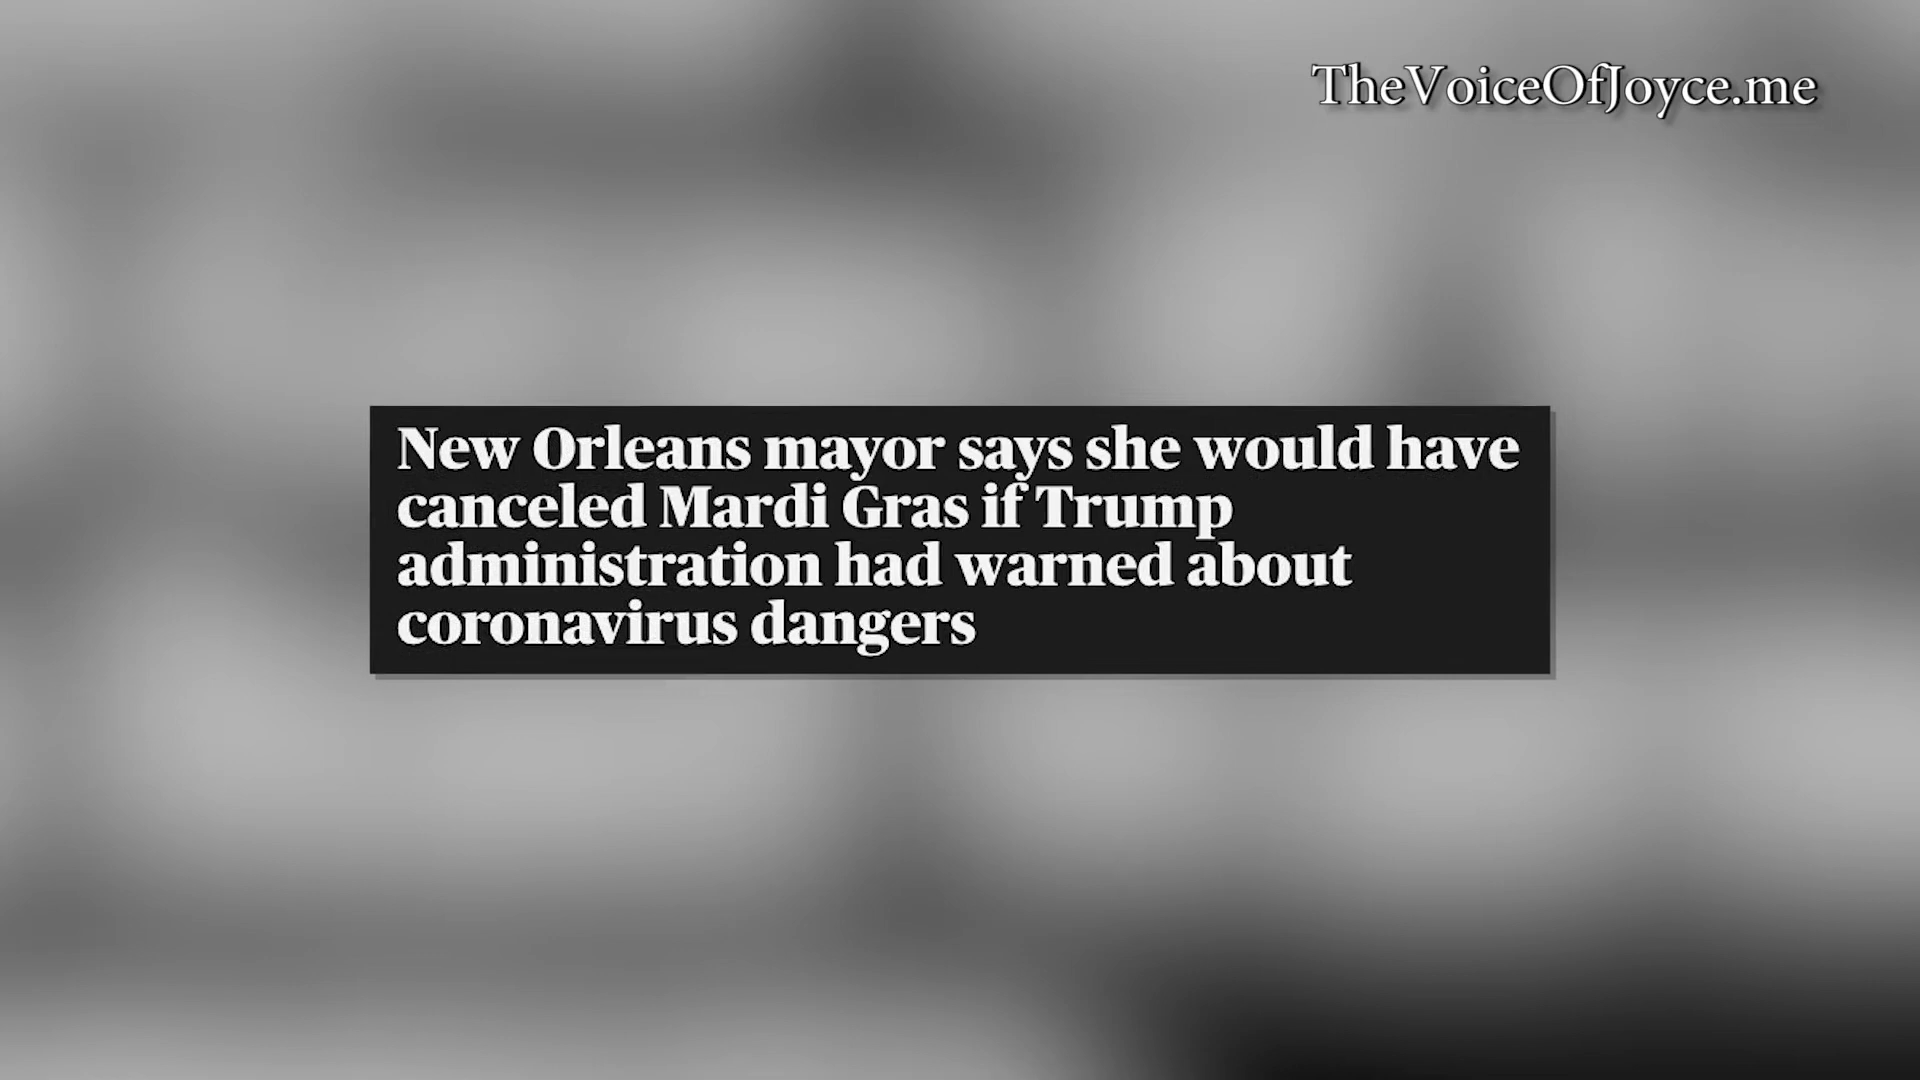 TheVoiceOfJoyce.me
New Orleans mayor says she would have
canceled Mardi Gras if Trump
administration had warned about
coronavirus dangers